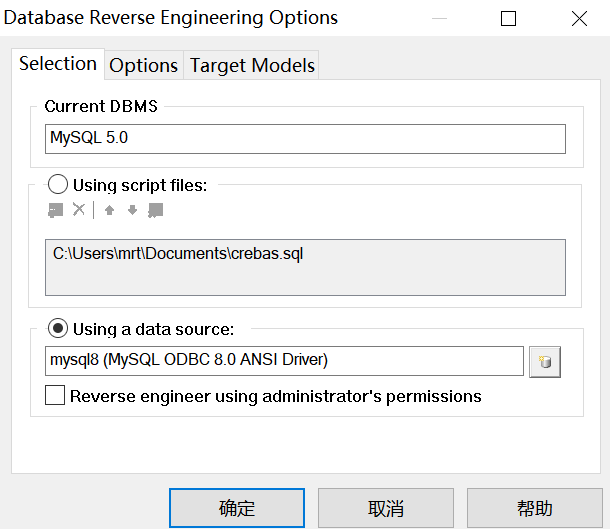 Database Reverse Engineering Options
Selection Options Target Models
Current DBMS
MySQL 5.0
Using script files:
C:\Users\mrt\Documents\crebas.sql
Using a data source:
mysql8 (MySQL ODBC 8.0 ANSI Driver)
Reverse engineer using administrator's permissions
确定 取消 帮助